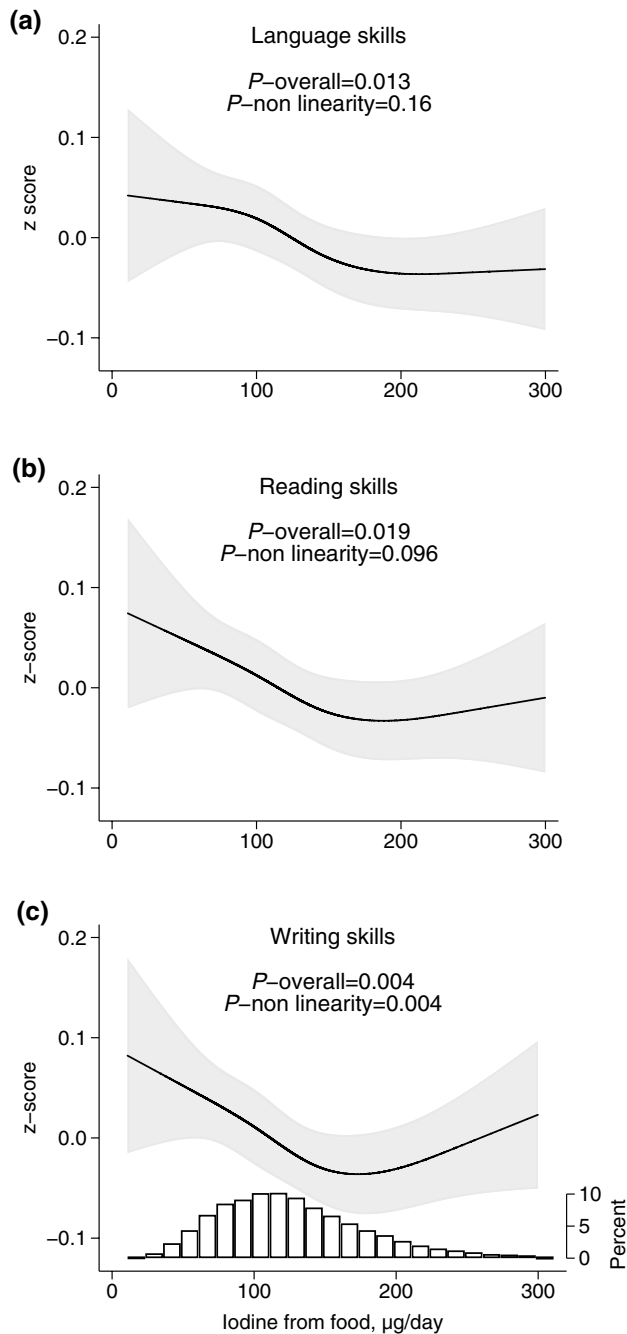 (a)
Language skills
P−overall=0.013
P−non linearity=0.16
z score
0.2
0.1
0.0
−0.1
0 100 200 300
(b)
Reading skills
P−overall=0.019
P−non linearity=0.096
z−score
0.2
0.1
0.0
−0.1
0 100 200 300
(c)
Writing skills
P−overall=0.004
P−non linearity=0.004
z−score
0.2
0.1
0.0
−0.1
10
5
0
Percent
0 100 200 300
Iodine from food, μg/day